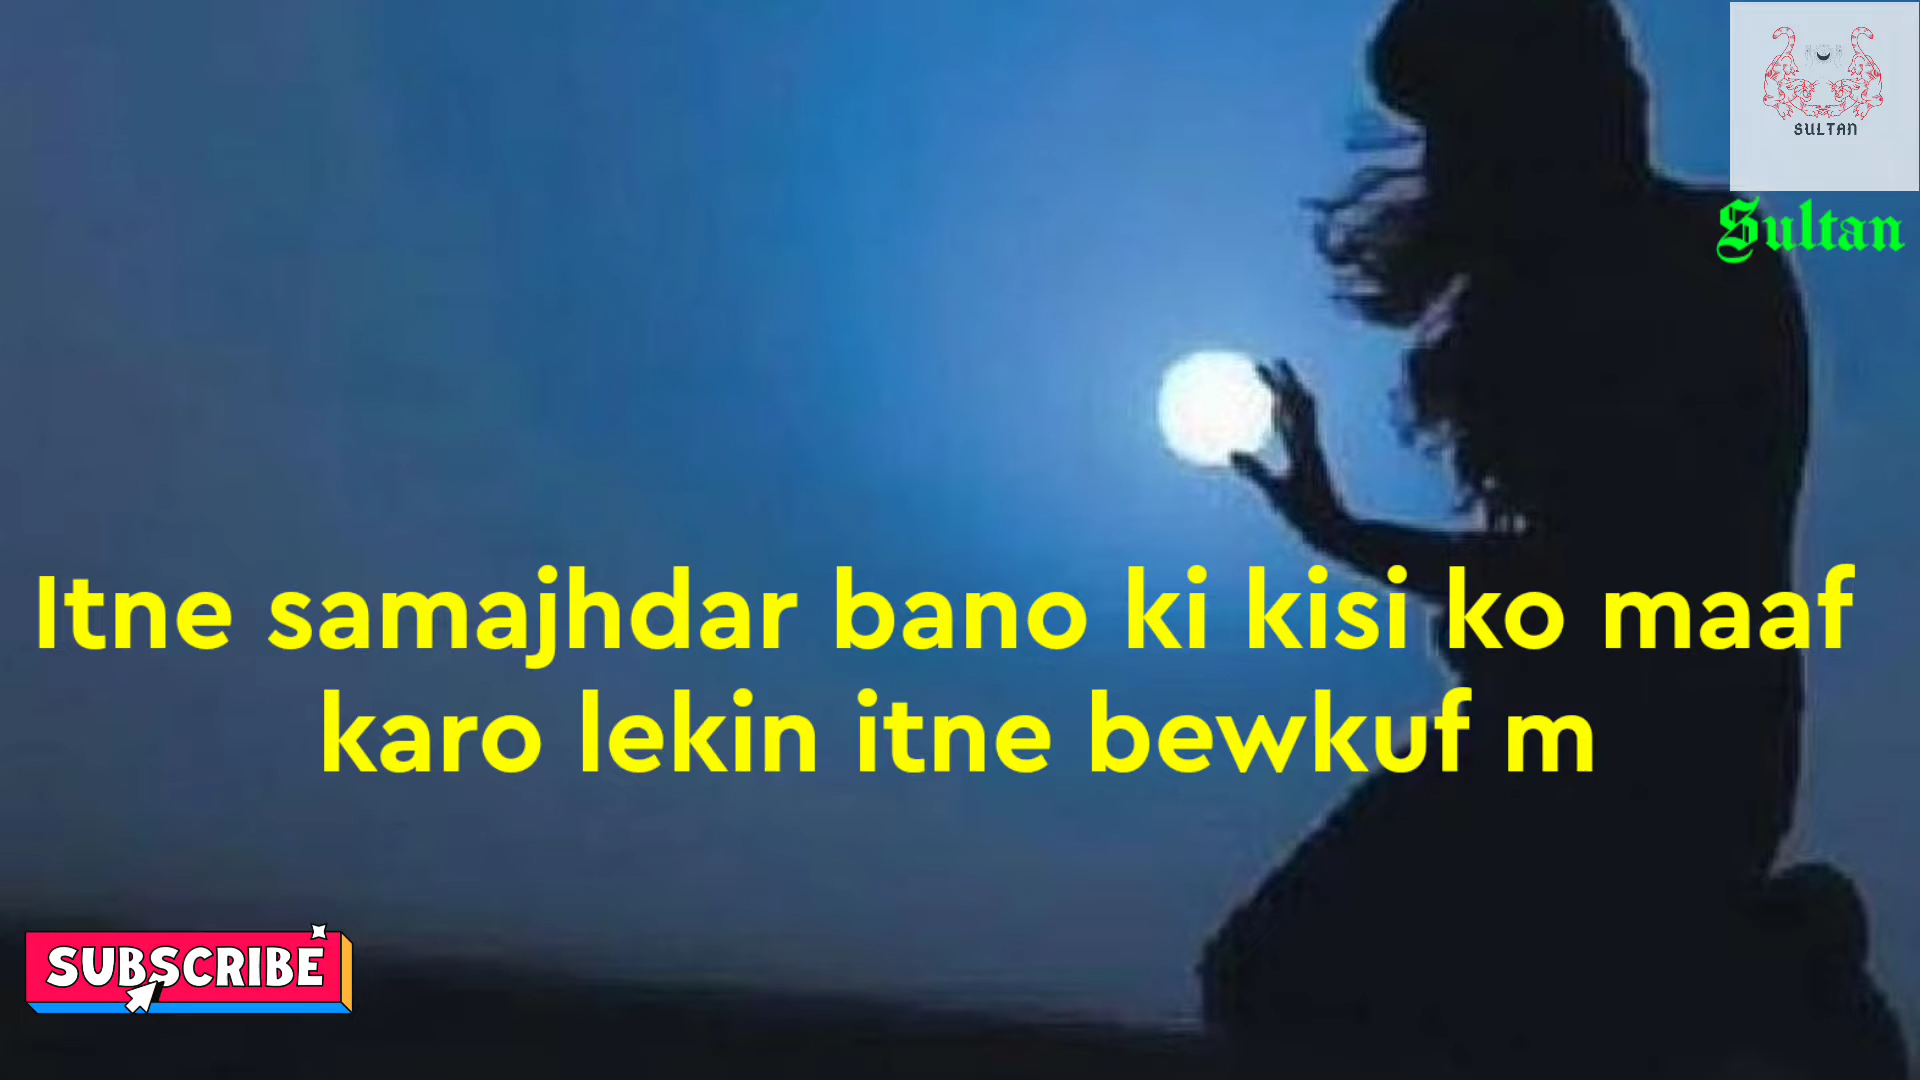 SULTAN
Sultan
Itne samajhdar bano ki kisi ko maaf
karo lekin itne bewkuf m
SUBSCRIBE